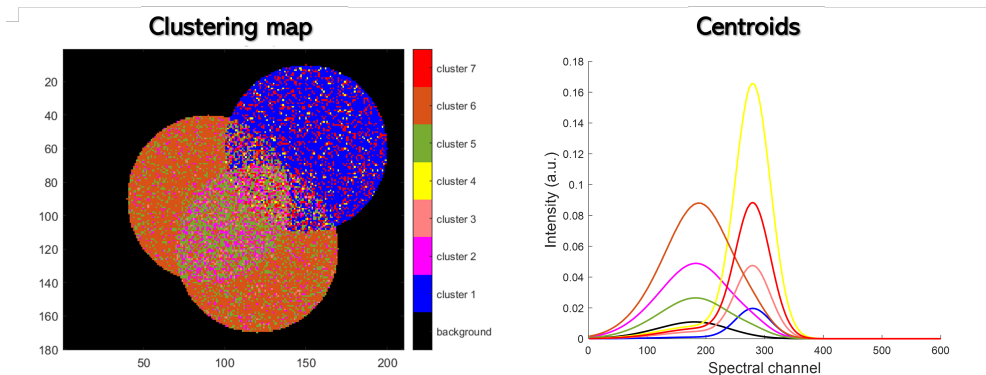 Clustering map
20
40
60
80
100
120
140
160
180
50
100
150
200
cluster 7
cluster 6
cluster 5
cluster 4
cluster 3
cluster 2
cluster 1
background
Centroids
0.18
0.16
0.14
0.12
0.1
0.08
0.06
0.04
0.02
0
Intensity (a.u.)
0
100
200
300
400
500
600
Spectral channel